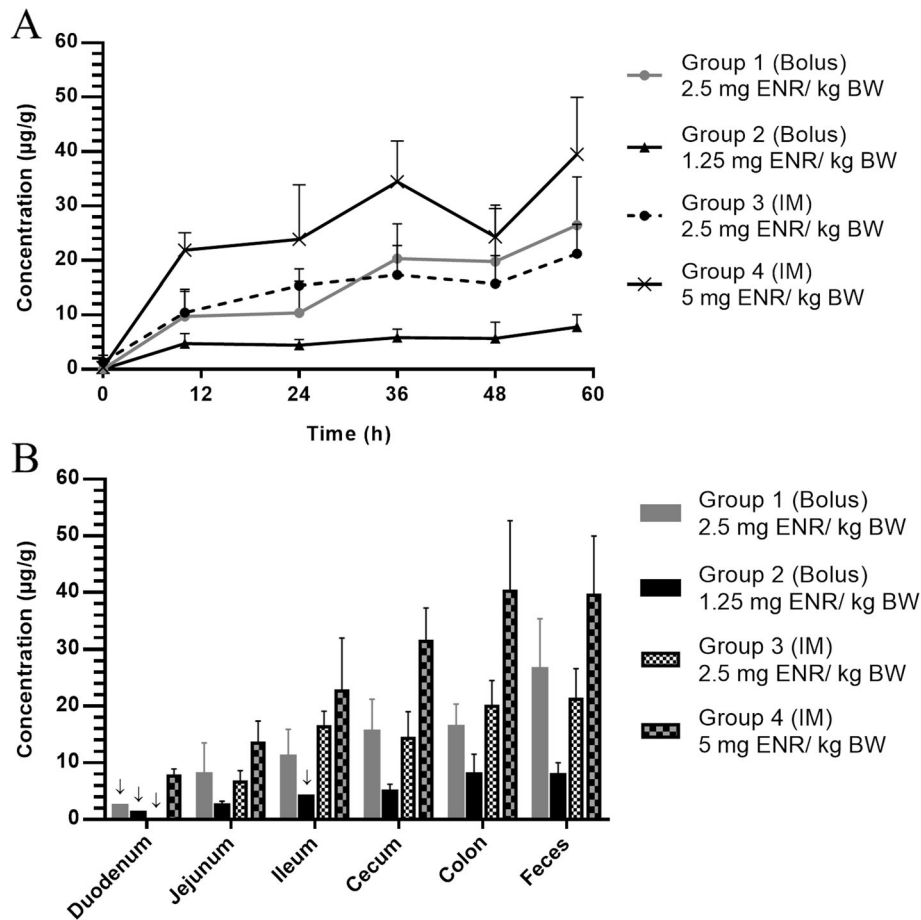 A
60
50
40
30
20
10
0
Concentration (µg/g)
0 12 24 36 48 60
Time (h)
Group 1 (Bolus)
2.5 mg ENR/ kg BW
Group 2 (Bolus)
1.25 mg ENR/ kg BW
Group 3 (IM)
2.5 mg ENR/ kg BW
Group 4 (IM)
5 mg ENR/ kg BW
B
60
50
40
30
20
10
0
Concentration (µg/g)
Duodenum
Jejunum
Ileum
Cecum
Colon
Feces
Group 1 (Bolus)
2.5 mg ENR/ kg BW
Group 2 (Bolus)
1.25 mg ENR/ kg BW
Group 3 (IM)
2.5 mg ENR/ kg BW
Group 4 (IM)
5 mg ENR/ kg BW